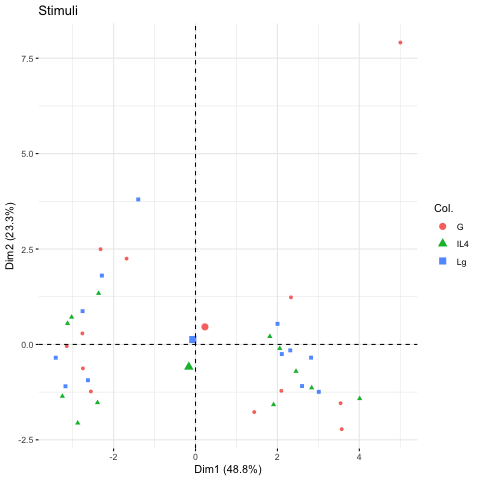 Stimuli
7.5
5.0
2.5
0.0
-2.5
Dim2 (23.3%)
-2
0
2
4
Dim1 (48.8%)
Col.
G
IL4
Lg